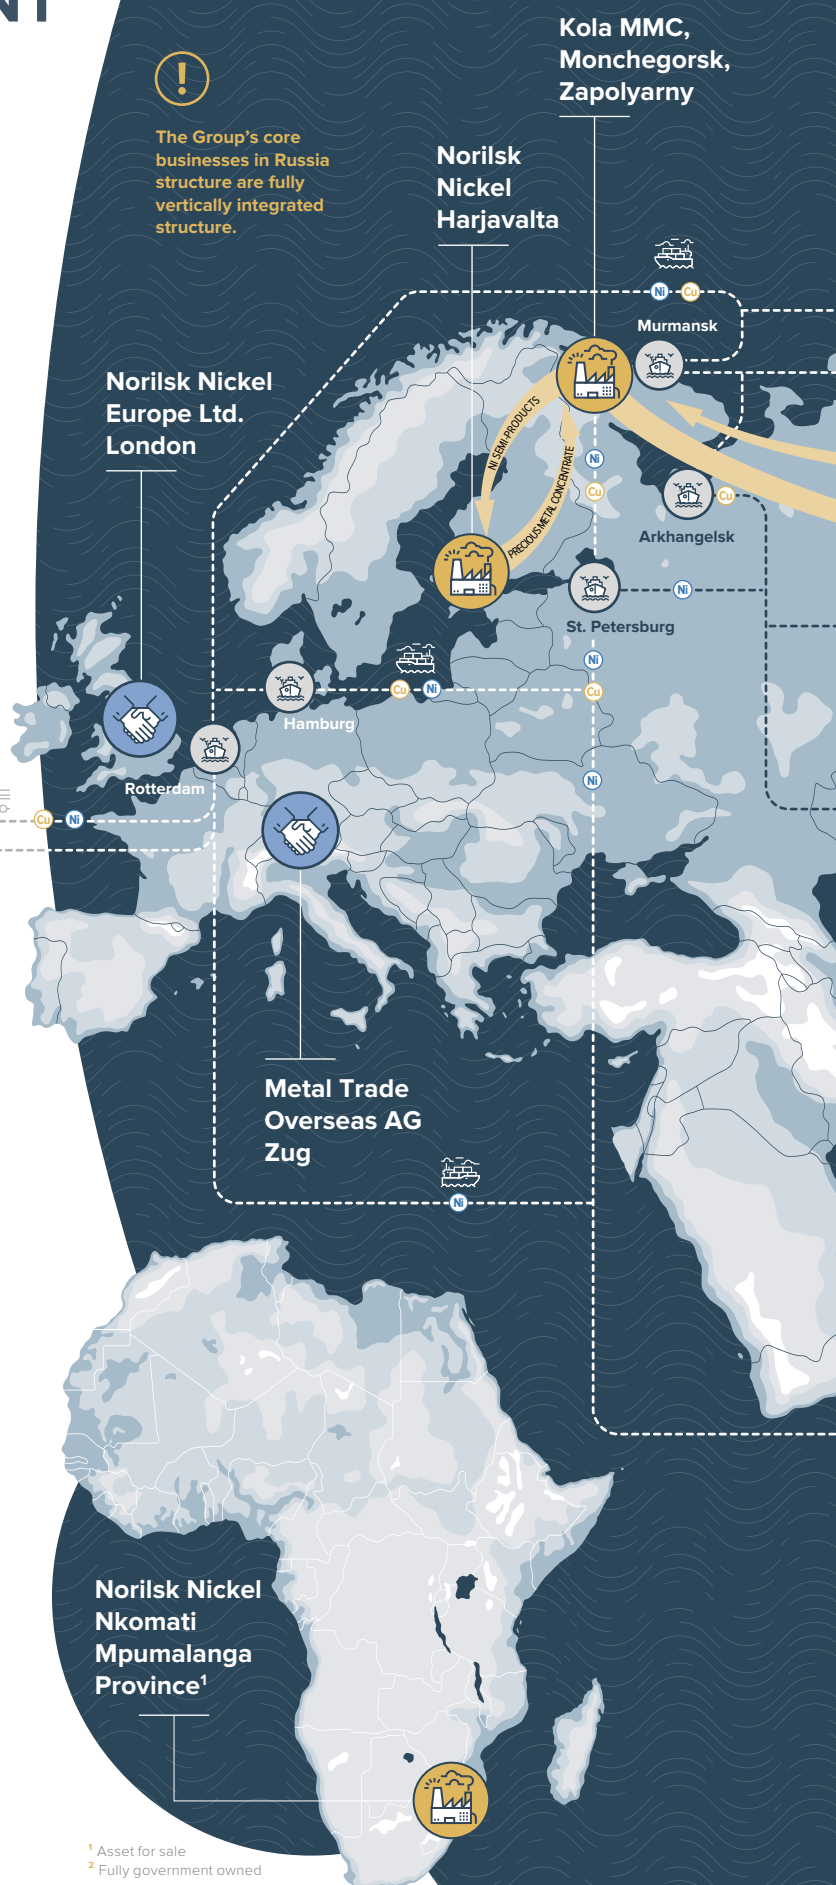 NT
Kola MMC,
Monchegorsk,
Zapolyarny
!
The Group's core
businesses in Russia
structure are fully
vertically integrated
structure.
Norilsk
Nickel
Harjavalta
Ni Cu
Murmansk
Norilsk Nickel
Europe Ltd.
London
NI SEMI-PRODUCTS
PRECIOUS METAL CONCENTRATE
Ni
Cu
Cu
Arkhangelsk
Ni
St. Petersburg
Ni
Cu Ni
Cu
Hamburg
Rotterdam
Ni
Cu Ni
Metal Trade
Overseas AG
Zug
Ni
Norilsk Nickel
Nkomati
Mpumalanga
Province¹
¹ Asset for sale
² Fully government owned